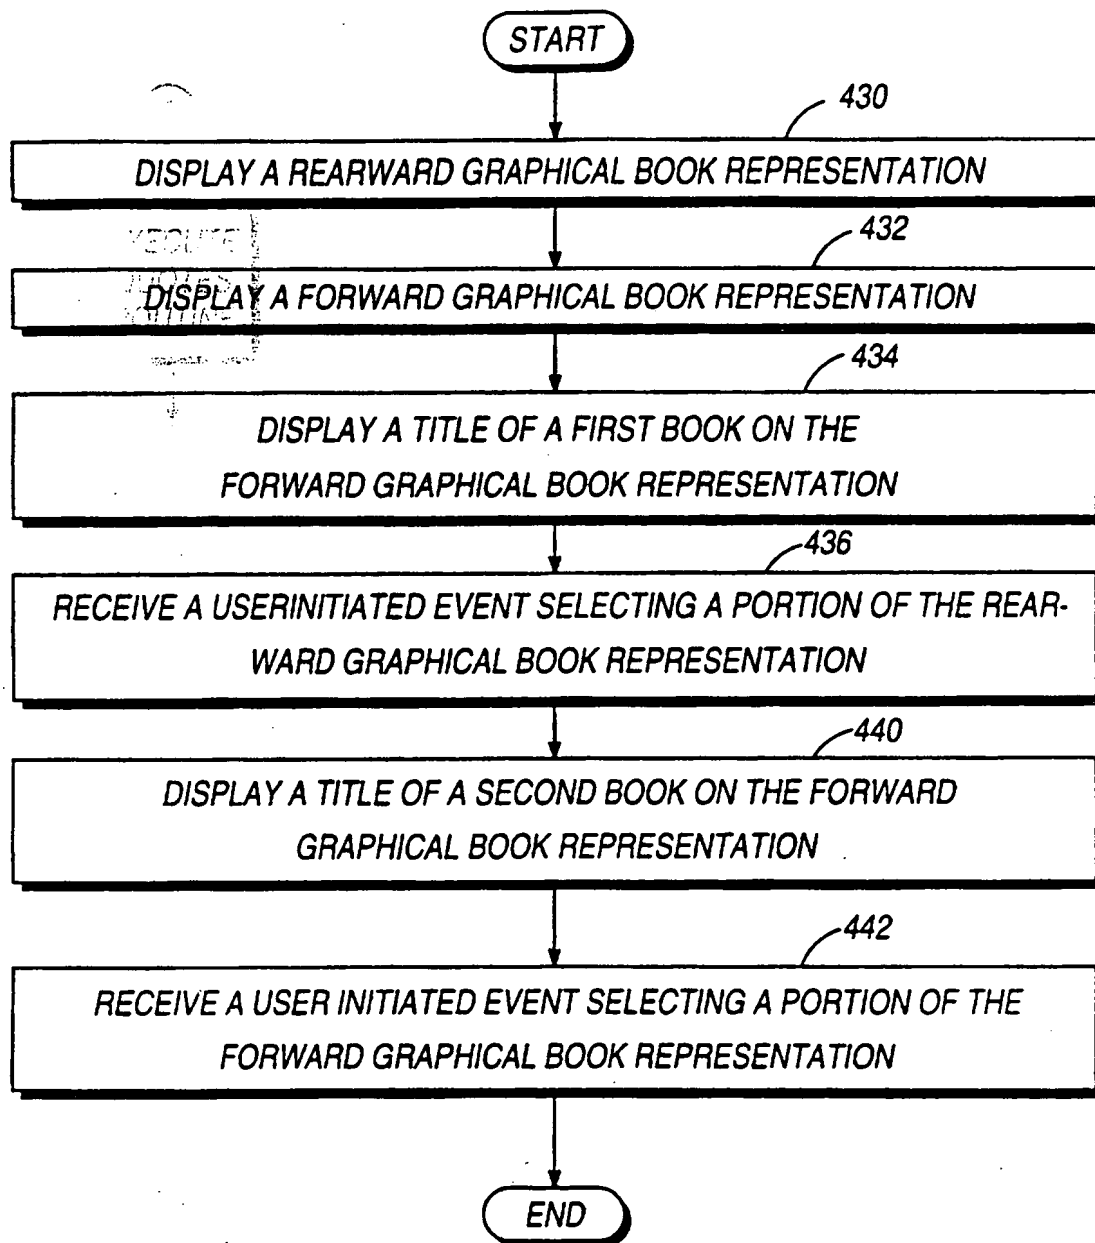 START
430
DISPLAY A REARWARD GRAPHICAL BOOK REPRESENTATION
432
DISPLAY A FORWARD GRAPHICAL BOOK REPRESENTATION
434
DISPLAY A TITLE OF A FIRST BOOK ON THE
FORWARD GRAPHICAL BOOK REPRESENTATION
436
RECEIVE A USERINITIATED EVENT SELECTING A PORTION OF THE REAR-
WARD GRAPHICAL BOOK REPRESENTATION
440
DISPLAY A TITLE OF A SECOND BOOK ON THE FORWARD
GRAPHICAL BOOK REPRESENTATION
442
RECEIVE A USER INITIATED EVENT SELECTING A PORTION OF THE
FORWARD GRAPHICAL BOOK REPRESENTATION
END